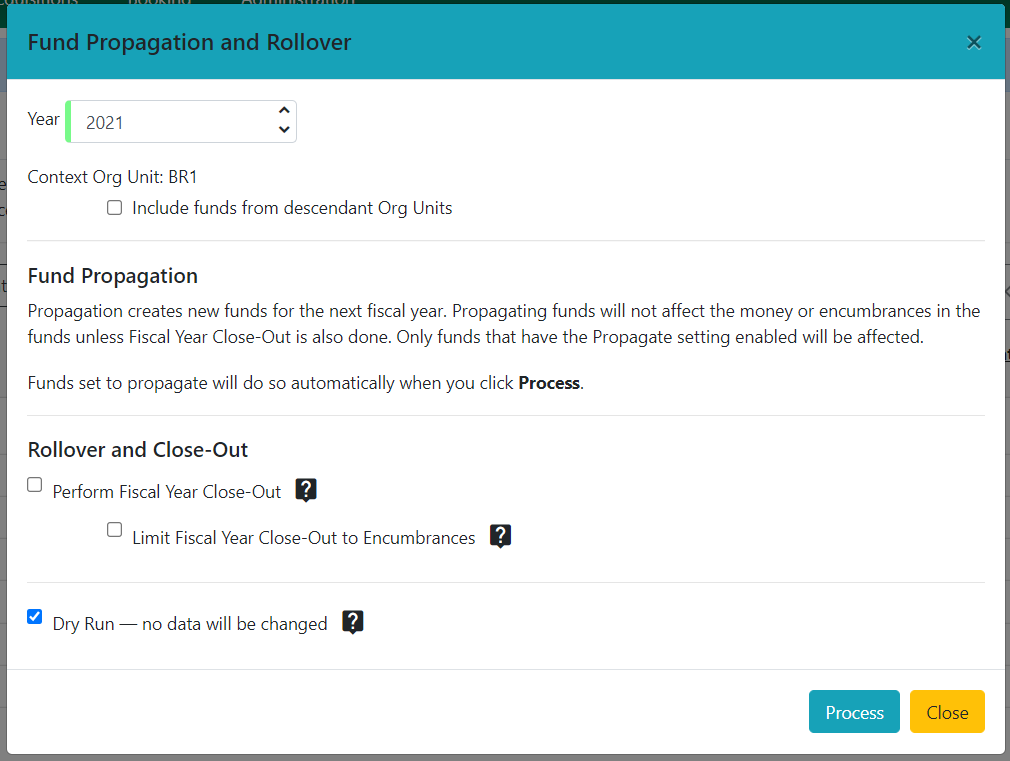 Booking Administration
Fund Propagation and Rollover
×
Year 2021
Context Org Unit: BR1
Include funds from descendant Org Units
Fund Propagation
Propagation creates new funds for the next fiscal year. Propagating funds will not affect the money or encumbrances in the
funds unless Fiscal Year Close-Out is also done. Only funds that have the Propagate setting enabled will be affected.
Funds set to propagate will do so automatically when you click Process.
Rollover and Close-Out
Perform Fiscal Year Close-Out ?
Limit Fiscal Year Close-Out to Encumbrances ?
Dry Run — no data will be changed ?
Process Close